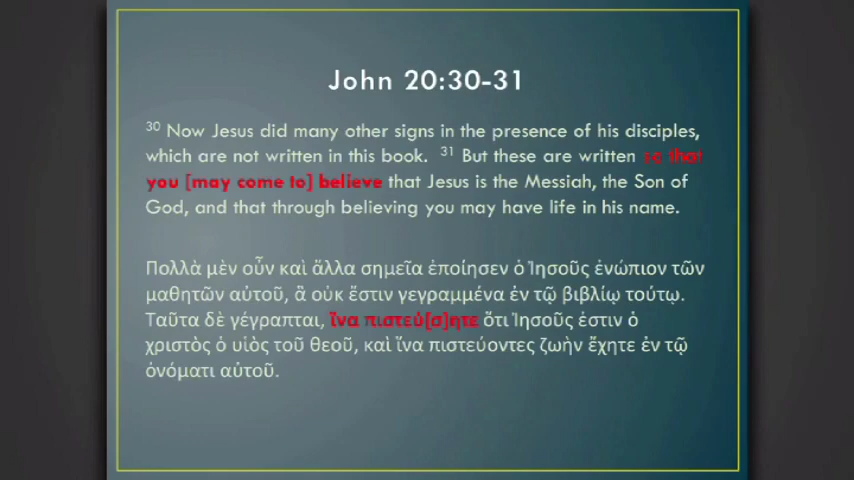 John 20:30-31
30 Now Jesus did many other signs in the presence of his disciples,
which are not written in this book. 31 But these are written so that
you [may come to] believe that Jesus is the Messiah, the Son of
God, and that through believing you may have life in his name.
Πολλὰ μὲν οὖν καὶ ἄλλα σημεῖα ἐποίησεν ὁ Ἰησοῦς ἐνώπιον τῶν
μαθητῶν αὐτοῦ, ἃ οὐκ ἔστιν γεγραμμένα ἐν τῷ βιβλίῳ τούτῳ.
Ταῦτα δὲ γέγραπται, ἵνα πιστεύ[σ]ητε ὅτι Ἰησοῦς ἐστιν ὁ
χριστὸς ὁ υἱὸς τοῦ θεοῦ, καὶ ἵνα πιστεύοντες ζωὴν ἔχητε ἐν τῷ
ὀνόματι αὐτοῦ.